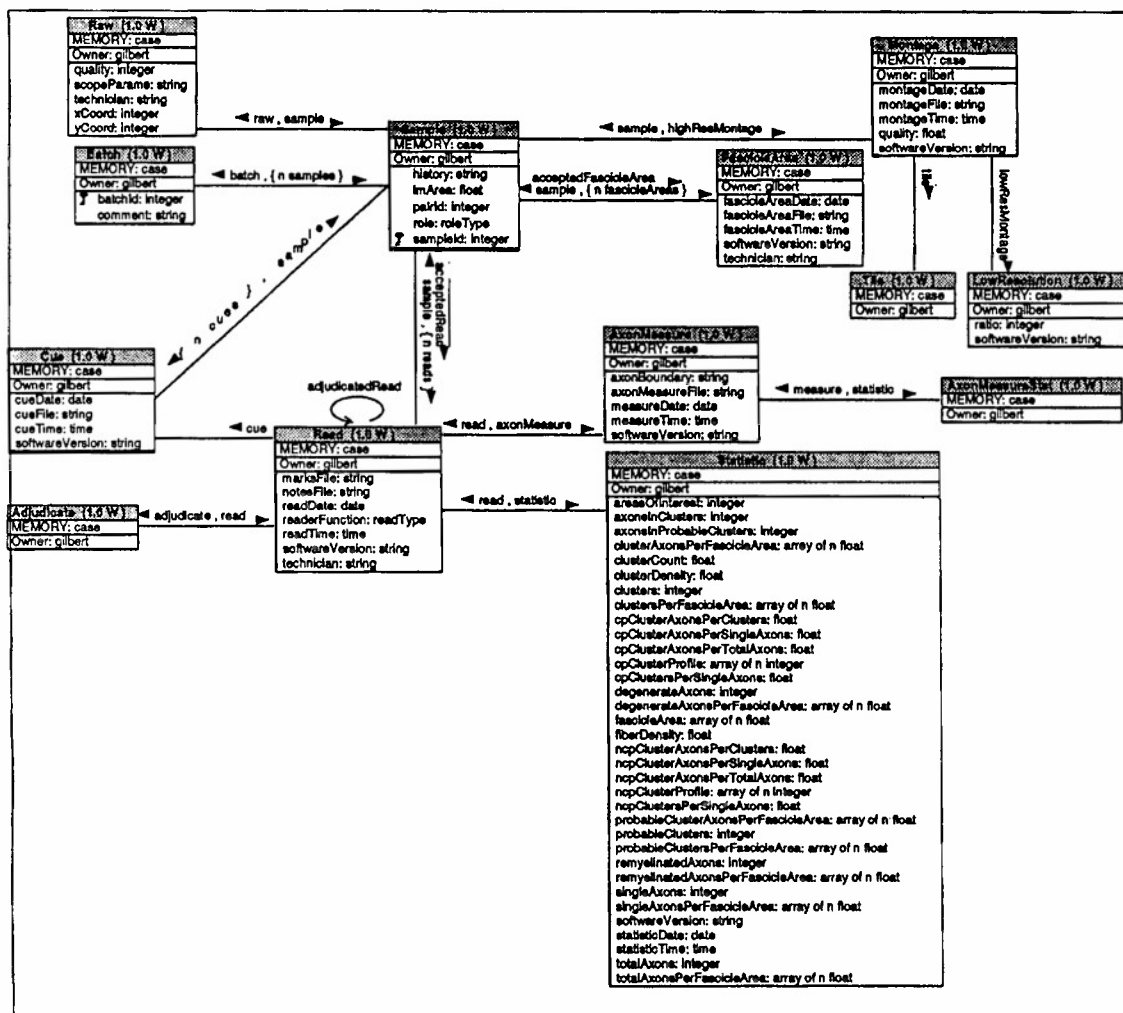 Raw (1.0 W)
MEMORY: case
Owner: gilbert
quality: integer
scopeParams: string
technician: string
xCoord: integer
yCoord: integer
raw , sample
Batch (1.0 W)
MEMORY: case
Owner: gilbert
batchId: integer
comment: string
batch , { n samples }
Sample (1.0 W)
MEMORY: case
Owner: gilbert
history: string
imArea: float
pairId: integer
role: roleType
sampleId: integer
sample , highResMontage
Montage (1.0 W)
MEMORY: case
Owner: gilbert
montageDate: date
montageFile: string
montageTime: time
quality: float
softwareVersion: string
acceptedFascicleArea
sample , { n fascicleAreas }
FascicleArea (1.0 W)
MEMORY: case
Owner: gilbert
fascicleAreaDate: date
fascicleAreaFile: string
fascicleAreaTime: time
softwareVersion: string
technician: string
tile
lowResMontage
Tile (1.0 W)
MEMORY: case
Owner: gilbert
LowResolution (1.0 W)
MEMORY: case
Owner: gilbert
ratio: integer
softwareVersion: string
{ n cues } , sample
acceptedRead
sample , { n reads }
Cue (1.0 W)
MEMORY: case
Owner: gilbert
cueDate: date
cueFile: string
cueTime: time
softwareVersion: string
cue
adjudicatedRead
Read (1.0 W)
MEMORY: case
Owner: gilbert
marksFile: string
notesFile: string
readDate: date
readerFunction: readType
readTime: time
softwareVersion: string
technician: string
read , axonMeasure
AxonMeasure (1.0 W)
MEMORY: case
Owner: gilbert
axonBoundary: string
axonMeasureFile: string
measureDate: date
measureTime: time
softwareVersion: string
measure , statistic
AxonMeasureStat (1.0 W)
MEMORY: case
Owner: gilbert
Adjudicate (1.0 W)
MEMORY: case
Owner: gilbert
adjudicate , read
read , statistic
Statistic (1.0 W)
MEMORY: case
Owner: gilbert
areasOfInterest: integer
axonsInClusters: integer
axonsInProbableClusters: integer
clusterAxonsPerFascicleArea: array of n float
clusterCount: float
clusterDensity: float
clusters: integer
clustersPerFascicleArea: array of n float
cpClusterAxonsPerClusters: float
cpClusterAxonsPerSingleAxons: float
cpClusterAxonsPerTotalAxons: float
cpClusterProfile: array of n integer
cpClustersPerSingleAxons: float
degenerateAxons: integer
degenerateAxonsPerFascicleArea: array of n float
fascicleArea: array of n float
fiberDensity: float
ncpClusterAxonsPerClusters: float
ncpClusterAxonsPerSingleAxons: float
ncpClusterAxonsPerTotalAxons: float
ncpClusterProfile: array of n integer
ncpClustersPerSingleAxons: float
probableClusterAxonsPerFascicleArea: array of n float
probableClusters: integer
probableClustersPerFascicleArea: array of n float
remyelinatedAxons: integer
remyelinatedAxonsPerFascicleArea: array of n float
singleAxons: integer
singleAxonsPerFascicleArea: array of n float
softwareVersion: string
statisticDate: date
statisticTime: time
totalAxons: integer
totalAxonsPerFascicleArea: array of n float